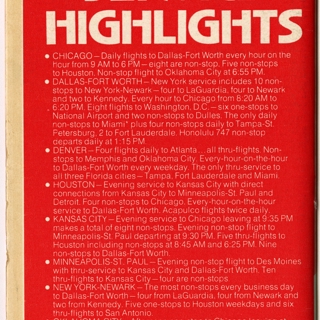 HIGHLIGHTS
● CHICAGO — Daily flights to Dallas-Fort Worth every hour on the
hour from 9 AM to 6 PM — eight are non-stop. Five non-stops
to Houston. Non-stop flight to Oklahoma City at 6:55 PM.
● DALLAS-FORT WORTH — New York service includes 10 non-
stops to New York-Newark — four to LaGuardia, four to Newark
and two to Kennedy. Every hour to Chicago from 8:20 AM to
6:20 PM. Eight flights to Washington, D.C. — six one-stops to
National Airport and two non-stops to Dulles. The only daily
non-stops to Miami* plus four non-stops daily to Tampa-St.
Petersburg, 2 to Fort Lauderdale. Honolulu 747 non-stop
departs daily at 1:15 PM
● DENVER — Four flights daily to Atlanta....all thru-flights. Non-
stops to Memphis and Oklahoma City. Every-hour-on-the-hour
to Dallas-Fort Worth every weekday. The only thru-service to
all three Florida cities — Tampa, Fort Lauderdale and Miami.
● HOUSTON — Evening service to Kansas City with direct
connections from Kansas City to Minneapolis-St. Paul and
Detroit. Four non-stops to Chicago. Every-hour-on-the-hour
service to Dallas-Fort Worth. Acapulco flights twice daily.
● KANSAS CITY — Evening service to Chicago leaving at 9:35 PM
makes a total of eight non-stops. Evening non-stop flight to
Minneapolis-St. Paul departing at 9:30 PM. Five thru-flights to
Houston including non-stops at 8:45 AM and 6:25 PM. Nine
non-stops to Dallas-Fort Worth.
● MINNEAPOLIS-ST. PAUL — Evening non-stop flight to Des Moines
with thru-service to Kansas City and Dallas-Fort Worth. Ten
thru-flights to Kansas City — four are non-stops
● NEW YORK-NEWARK — The most non-stops every business day
to Dallas-Fort Worth — four from LaGuardia, four from Newark and
two from Kennedy. Five one-stops to Houston weekdays and six
thru-flights to San Antonio.